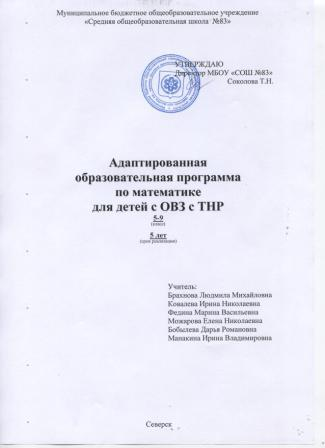 Муниципальное бюджетное общеобразовательное учреждение
«Средняя общеобразовательная школа №83»
УТВЕРЖДАЮ
Директор МБОУ «СОШ №83»
Соколова Т.Н.
Адаптированная
образовательная программа
по математике
для детей с ОВЗ с ТНР
5-9
(класс)
5 лет
(срок реализации)
Учитель:
Брахнова Людмила Михайловна
Ковалева Ирина Николаевна
Федина Марина Васильевна
Можарова Елена Николаевна
Бобылева Дарья Романовна
Манакина Ирина Владимировна
Северск